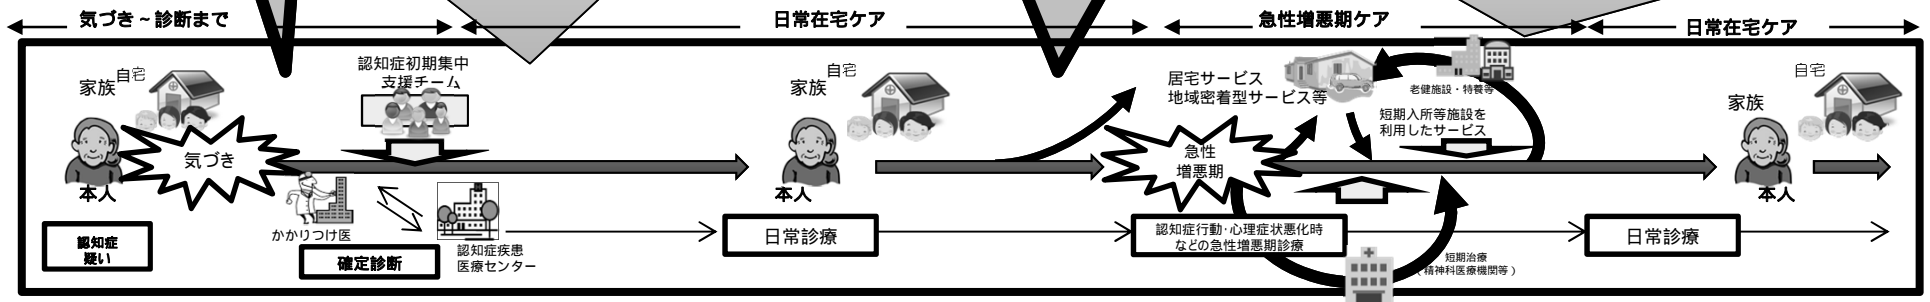 気づき~診断まで
日常在宅ケア
急性増悪期ケア
日常在宅ケア
家族
自宅
認知症初期集中
支援チーム
気づき
本人
かかりつけ医
認知症疾患
医療センター
認知症
疑い
確定診断
家族
自宅
本人
日常診療
居宅サービス
地域密着型サービス等
老健施設・特養等
短期入所等施設を
利用したサービス
急性
増悪期
認知症行動・心理症状悪化時
などの急性増悪期診療
短期治療
(精神科医療機関等)
自宅
家族
本人
日常診療